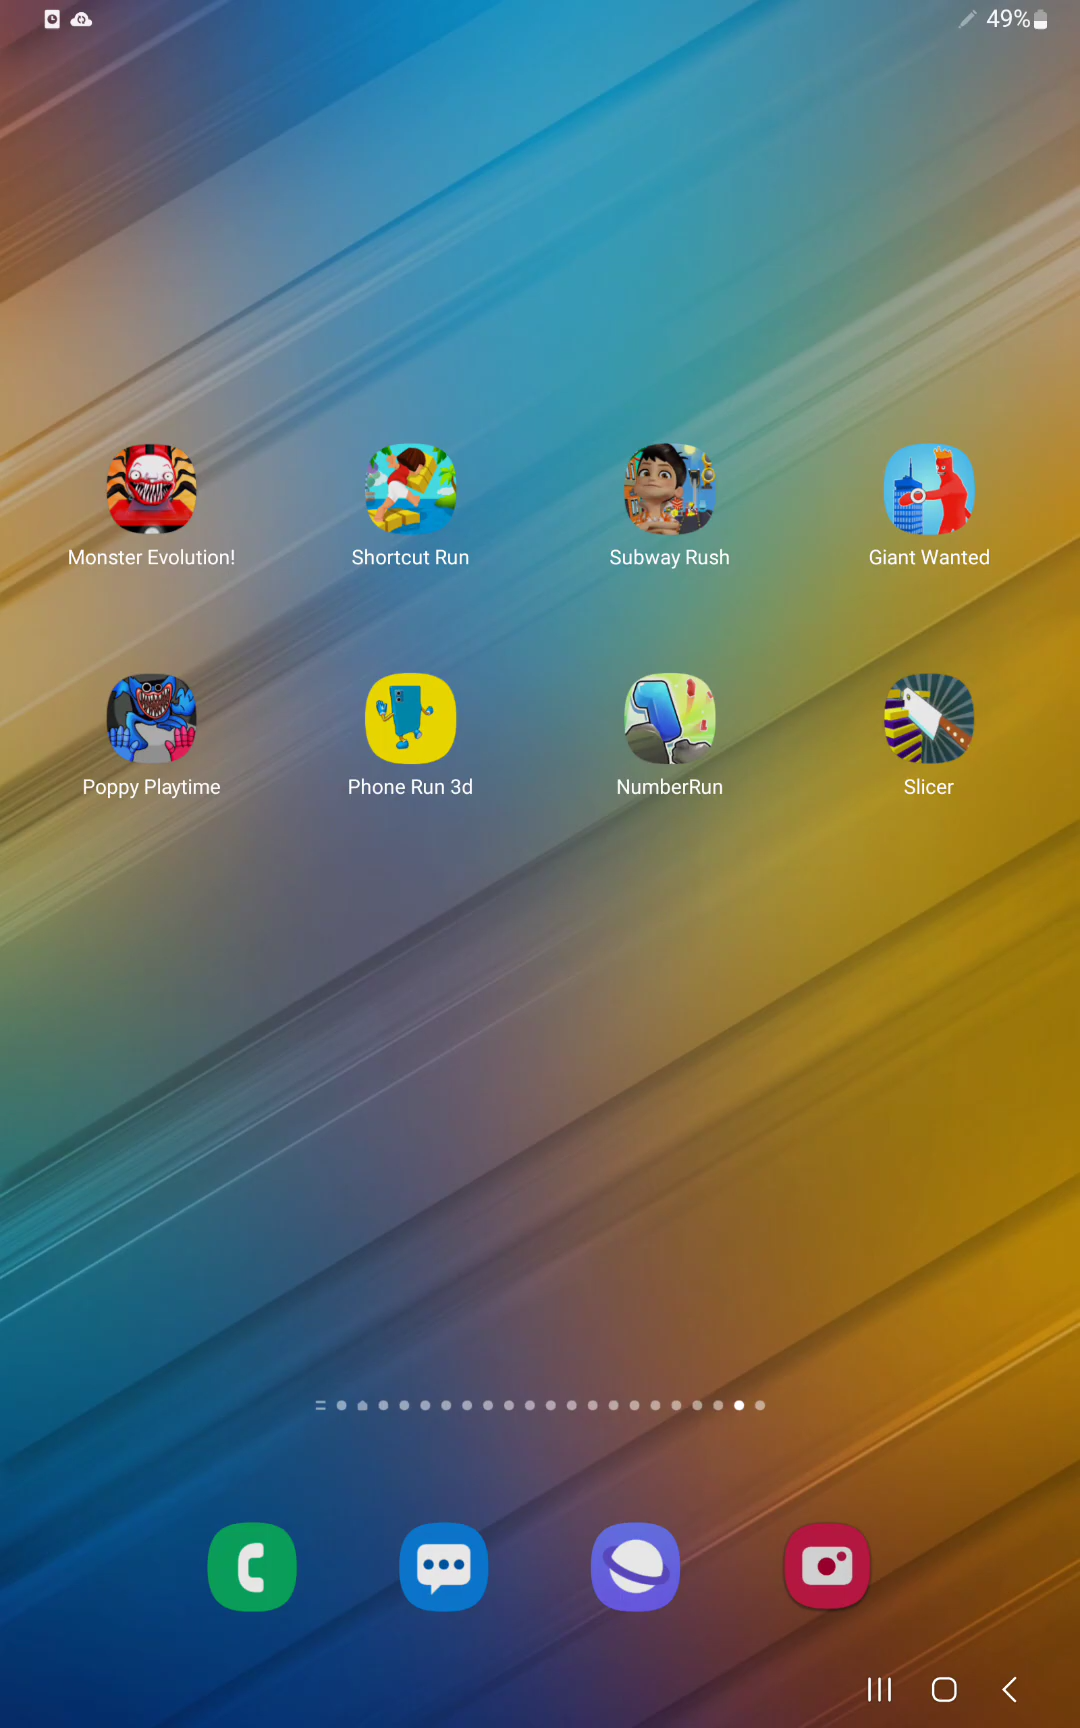 49%
Monster Evolution!
Shortcut Run
Subway Rush
Giant Wanted
Poppy Playtime
Phone Run 3d
NumberRun
Slicer